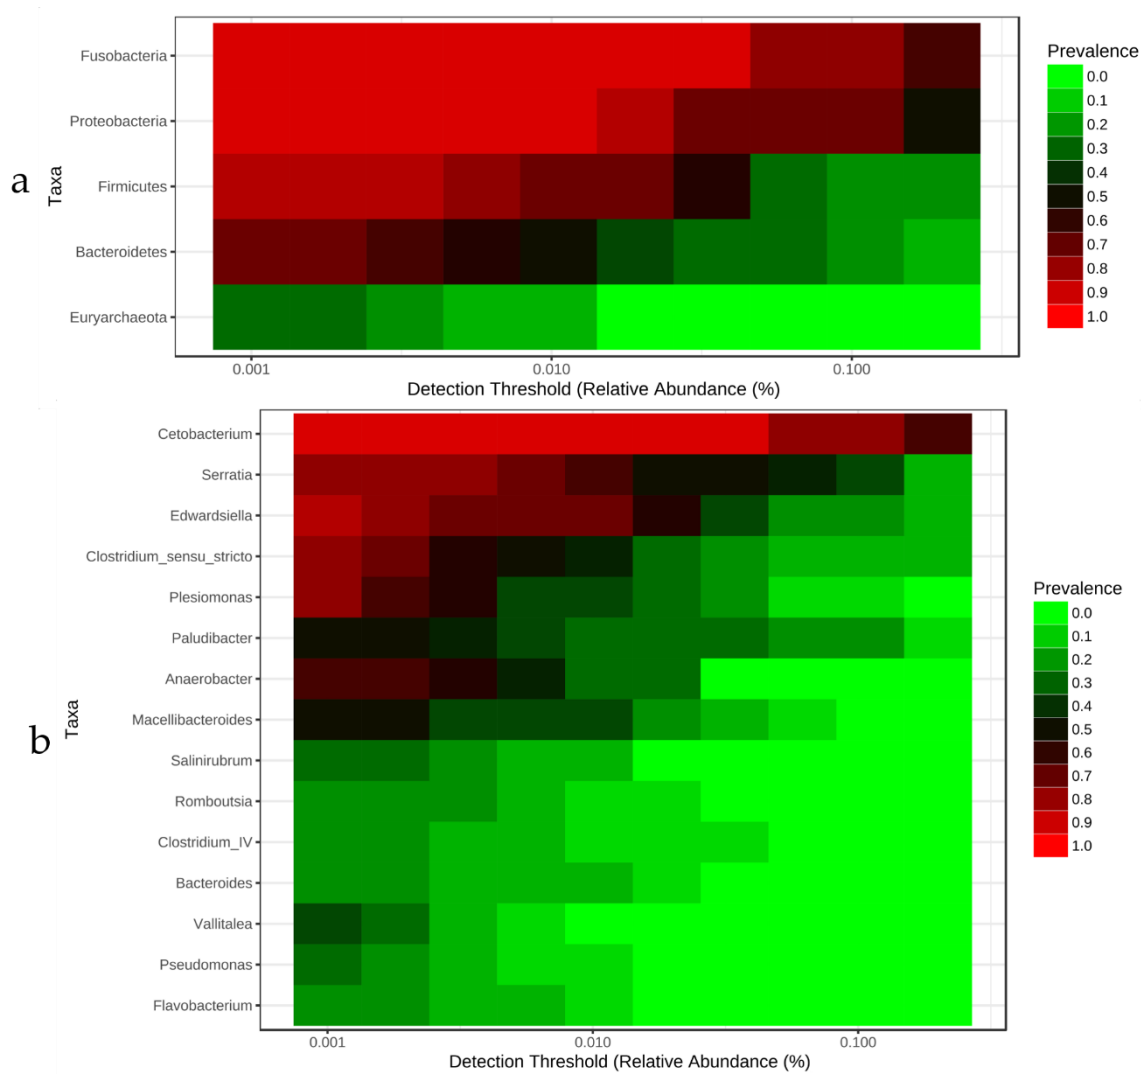 a
Taxa
Fusobacteria
Proteobacteria
Firmicutes
Bacteroidetes
Euryarchaeota
0.001
0.010
0.100
Detection Threshold (Relative Abundance (%)
Prevalence
0.0
0.1
0.2
0.3
0.4
0.5
0.6
0.7
0.8
0.9
1.0
b
Taxa
Cetobacterium
Serratia
Edwardsiella
Clostridium_sensu_stricto
Plesiomonas
Paludibacter
Anaerobacter
Macellibacteroides
Salinirubrum
Romboutsia
Clostridium_IV
Bacteroides
Vallitalea
Pseudomonas
Flavobacterium
0.001
0.010
0.100
Detection Threshold (Relative Abundance (%)
Prevalence
0.0
0.1
0.2
0.3
0.4
0.5
0.6
0.7
0.8
0.9
1.0